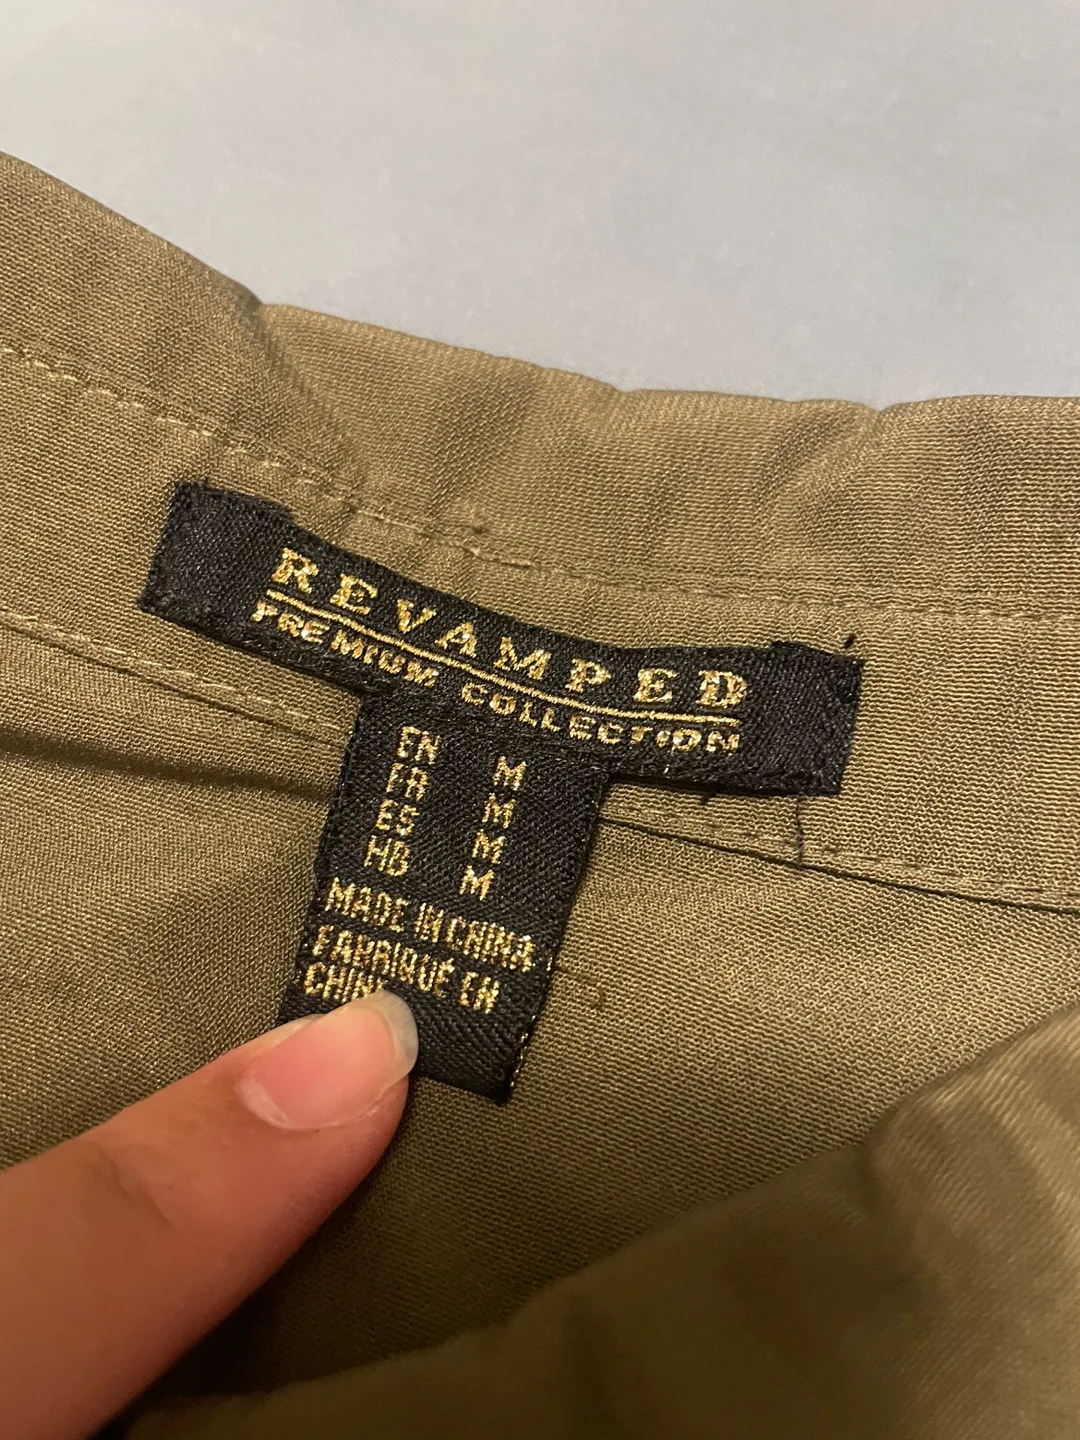 REVAMPED
PREMIUM COLLECTION
EN M
FR M
ES M
HB M
MADE IN CHINA
FABRIQUÉ EN